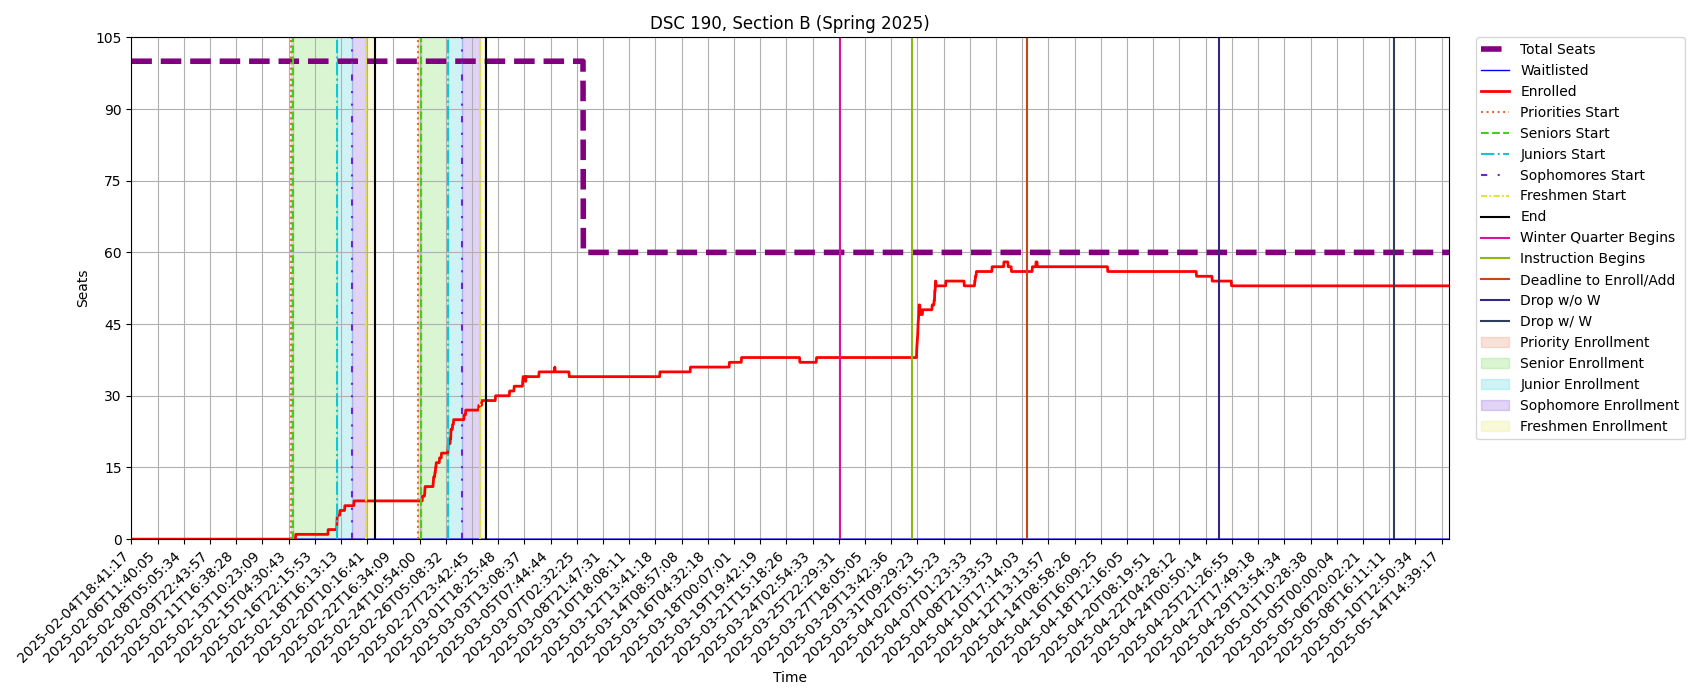 DSC 190, Section B (Spring 2025)
105
90
75
60
45
30
15
0
Seats
2025-02-04T18:41:17
2025-02-06T11:40:05
2025-02-08T05:05:34
2025-02-09T22:43:57
2025-02-11T16:38:28
2025-02-13T10:23:09
2025-02-15T04:30:43
2025-02-16T22:15:53
2025-02-18T16:13:13
2025-02-20T10:16:41
2025-02-22T16:34:09
2025-02-24T10:54:00
2025-02-26T05:08:32
2025-02-27T23:42:45
2025-03-01T18:25:48
2025-03-03T13:08:37
2025-03-05T07:44:44
2025-03-07T02:32:25
2025-03-08T21:47:31
2025-03-10T18:08:11
2025-03-12T13:41:18
2025-03-14T08:57:08
2025-03-16T04:32:18
2025-03-18T00:07:01
2025-03-19T19:42:19
2025-03-21T15:18:26
2025-03-24T02:54:33
2025-03-25T22:29:31
2025-03-27T18:05:05
2025-03-29T13:42:36
2025-03-31T09:29:23
2025-04-02T05:15:23
2025-04-07T01:23:33
2025-04-08T21:33:53
2025-04-10T17:14:03
2025-04-12T13:13:57
2025-04-14T08:58:26
2025-04-16T16:09:25
2025-04-18T12:16:05
2025-04-20T08:19:51
2025-04-22T04:28:12
2025-04-24T00:50:14
2025-04-25T21:26:55
2025-04-27T17:49:18
2025-04-29T13:54:34
2025-05-01T10:28:38
2025-05-05T00:00:04
2025-05-06T20:02:21
2025-05-08T16:11:11
2025-05-10T12:50:34
2025-05-14T14:39:17
Time
Total Seats
Waitlisted
Enrolled
Priorities Start
Seniors Start
Juniors Start
Sophomores Start
Freshmen Start
End
Winter Quarter Begins
Instruction Begins
Deadline to Enroll/Add
Drop w/o W
Drop w/ W
Priority Enrollment
Senior Enrollment
Junior Enrollment
Sophomore Enrollment
Freshmen Enrollment